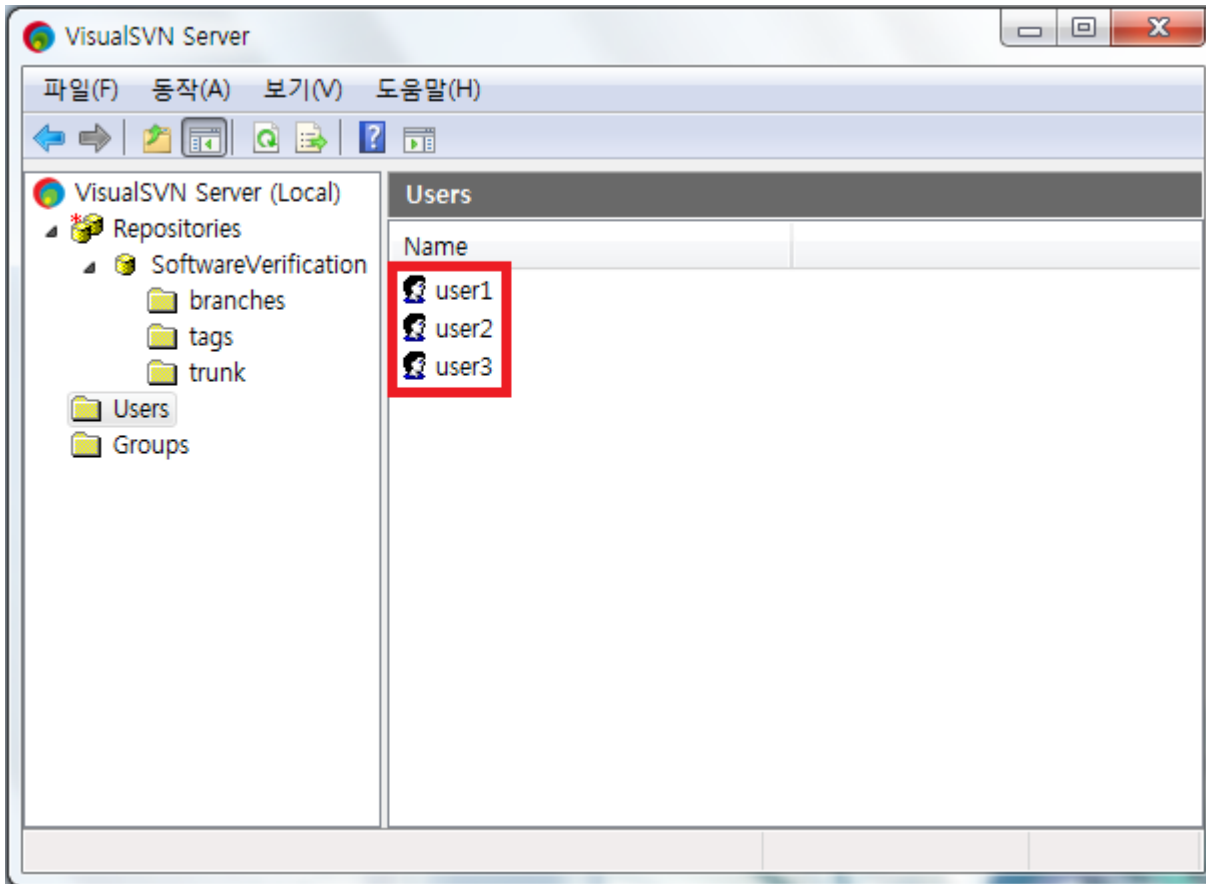 VisualSVN Server
파일(F) 동작(A) 보기(V) 도움말(H)
VisualSVN Server (Local)
Repositories
SoftwareVerification
branches
tags
trunk
Users
Groups
Users
Name
user1
user2
user3